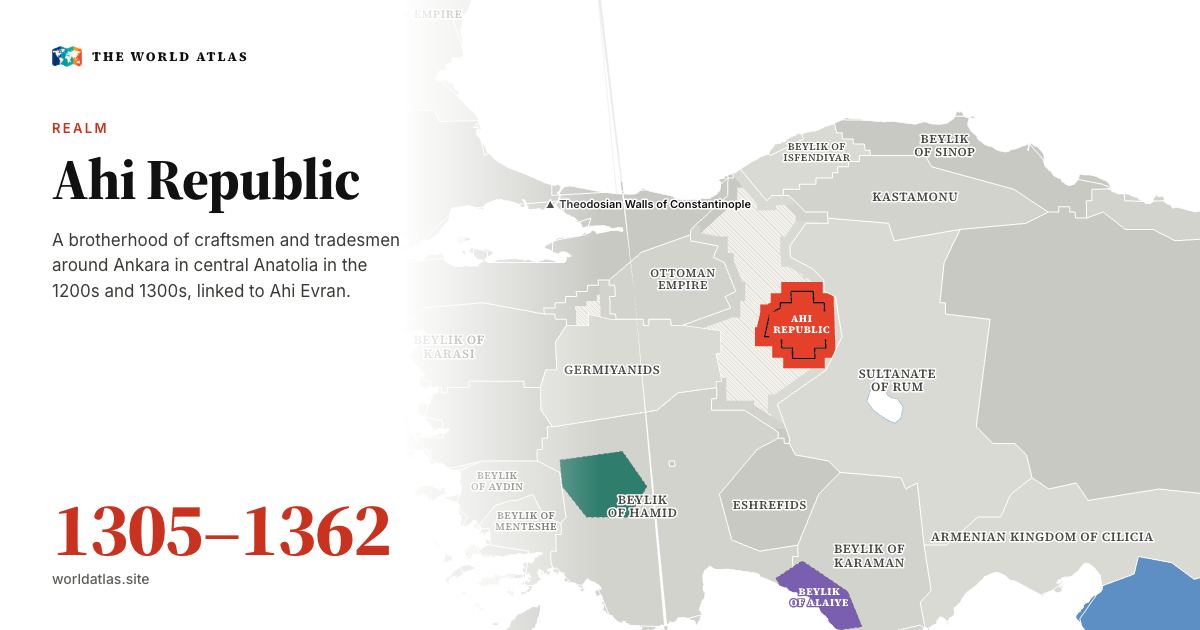 THE WORLD ATLAS
REALM
Ahi Republic
A brotherhood of craftsmen and tradesmen
around Ankara in central Anatolia in the
1200s and 1300s, linked to Ahi Evran.
1305–1362
worldatlas.site
EMPIRE
BEYLIK OF
ISFENDIYAR
BEYLIK
OF SINOP
KASTAMONU
▲ Theodosian Walls of Constantinople
OTTOMAN
EMPIRE
AHI
REPUBLIC
BEYLIK OF
KARASI
GERMIYANIDS
SULTANATE
OF RUM
BEYLIK
OF AYDIN
BEYLIK
OF HAMID
ESHREFIDS
BEYLIK OF
MENTESHE
BEYLIK OF
KARAMAN
ARMENIAN KINGDOM OF CILICIA
BEYLIK
OF ALAIYE